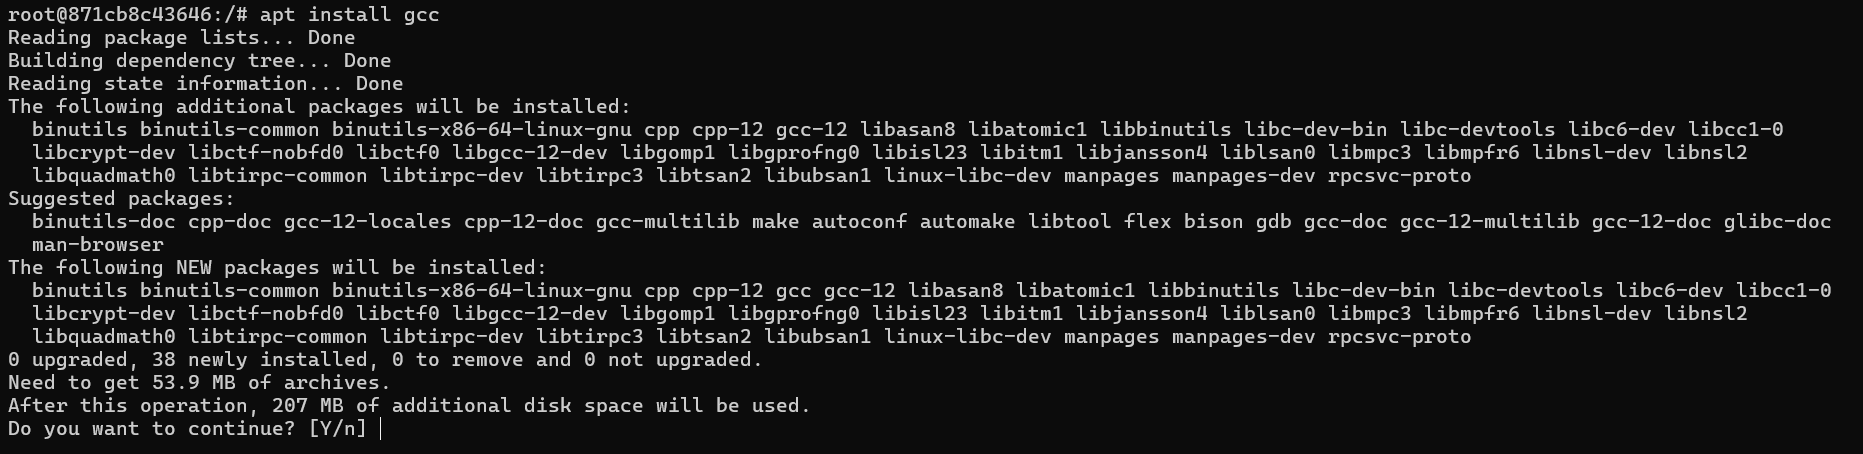 root@871cb8c43646:/# apt install gcc
Reading package lists... Done
Building dependency tree... Done
Reading state information... Done
The following additional packages will be installed:
  binutils binutils-common binutils-x86-64-linux-gnu cpp cpp-12 gcc-12 libasan8 libatomic1 libbinutils libc-dev-bin libc-devtools libc6-dev libcc1-0
  libcrypt-dev libctf-nobfd0 libctf0 libgcc-12-dev libgomp1 libgprofng0 libisl23 libitm1 libjansson4 liblsan0 libmpc3 libmpfr6 libnsl-dev libnsl2
  libquadmath0 libtirpc-common libtirpc-dev libtirpc3 libtsan2 libubsan1 linux-libc-dev manpages manpages-dev rpcsvc-proto
Suggested packages:
  binutils-doc cpp-doc gcc-12-locales cpp-12-doc gcc-multilib make autoconf automake libtool flex bison gdb gcc-doc gcc-12-multilib gcc-12-doc glibc-doc
  man-browser
The following NEW packages will be installed:
  binutils binutils-common binutils-x86-64-linux-gnu cpp cpp-12 gcc gcc-12 libasan8 libatomic1 libbinutils libc-dev-bin libc-devtools libc6-dev libcc1-0
  libcrypt-dev libctf-nobfd0 libctf0 libgcc-12-dev libgomp1 libgprofng0 libisl23 libitm1 libjansson4 liblsan0 libmpc3 libmpfr6 libnsl-dev libnsl2
  libquadmath0 libtirpc-common libtirpc-dev libtirpc3 libtsan2 libubsan1 linux-libc-dev manpages manpages-dev rpcsvc-proto
0 upgraded, 38 newly installed, 0 to remove and 0 not upgraded.
Need to get 53.9 MB of archives.
After this operation, 207 MB of additional disk space will be used.
Do you want to continue? [Y/n]